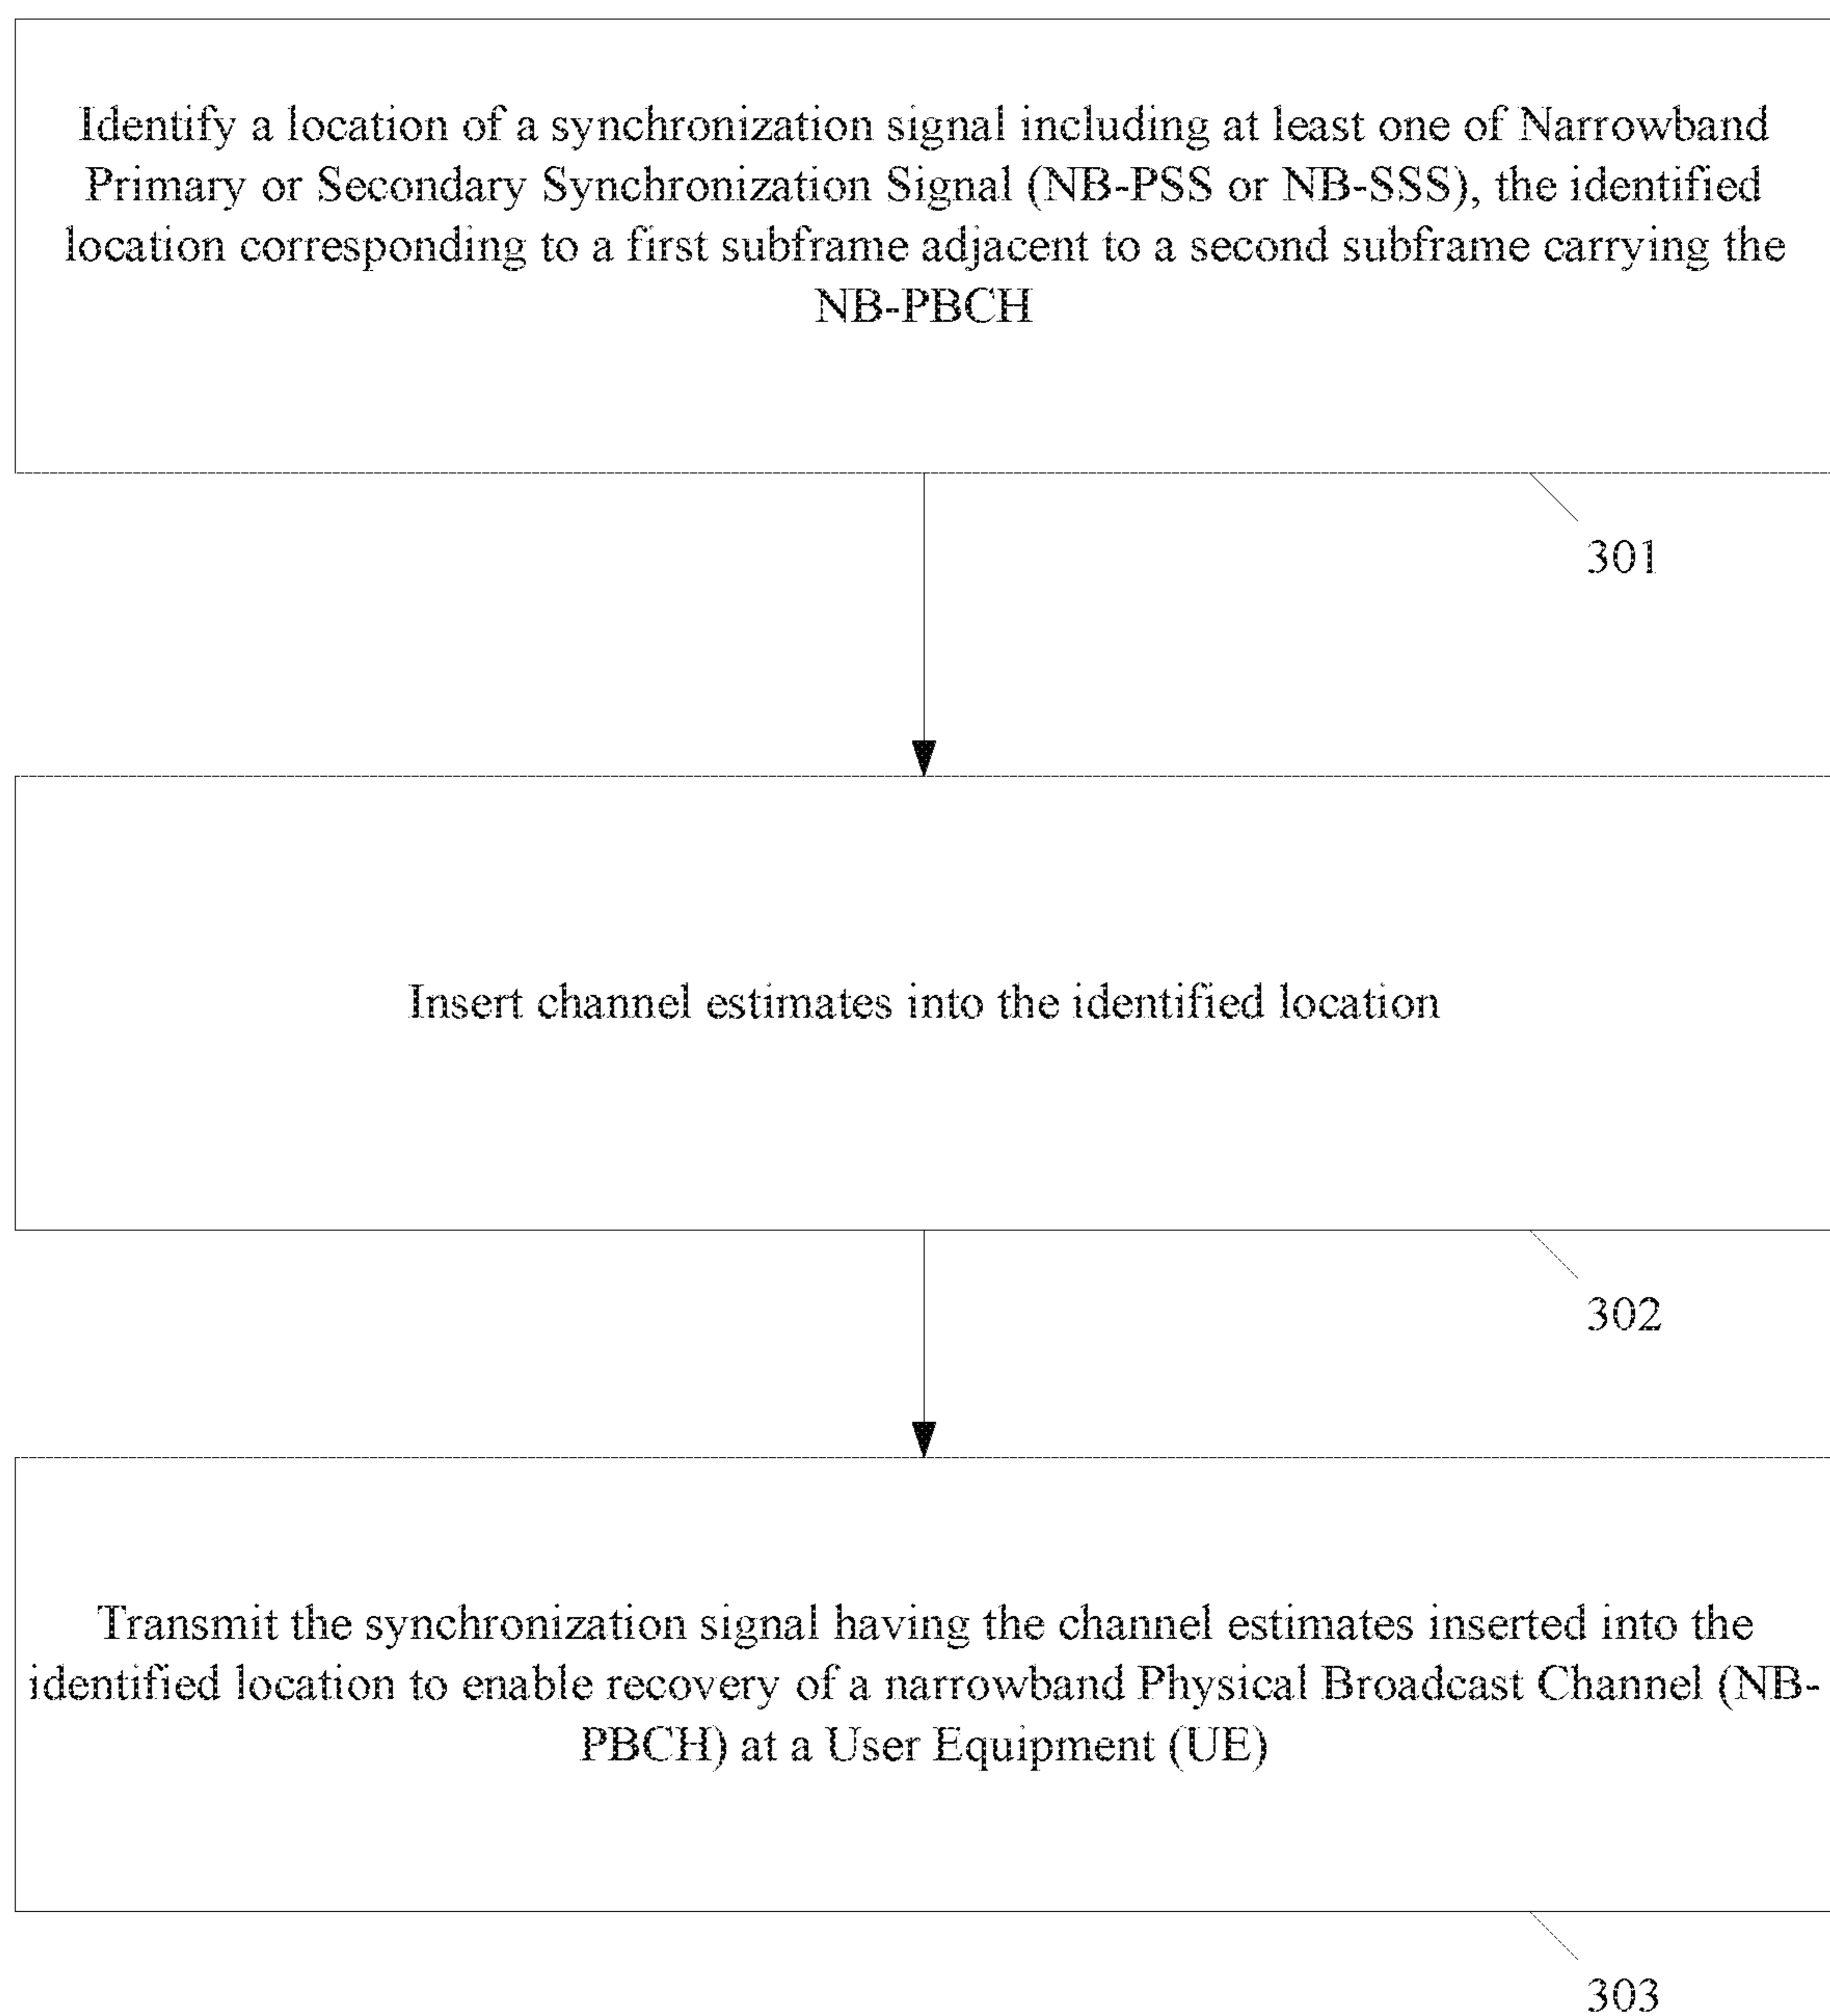 Identify a location of a synchronization signal including at least one of Narrowband
Primary or Secondary Synchronization Signal (NB-PSS or NB-SSS), the identified
location corresponding to a first subframe adjacent to a second subframe carrying the
NB-PBCH
301
Insert channel estimates into the identified location
302
Transmit the synchronization signal having the channel estimates inserted into the
identified location to enable recovery of a narrowband Physical Broadcast Channel (NB-
PBCH) at a User Equipment (UE)
303